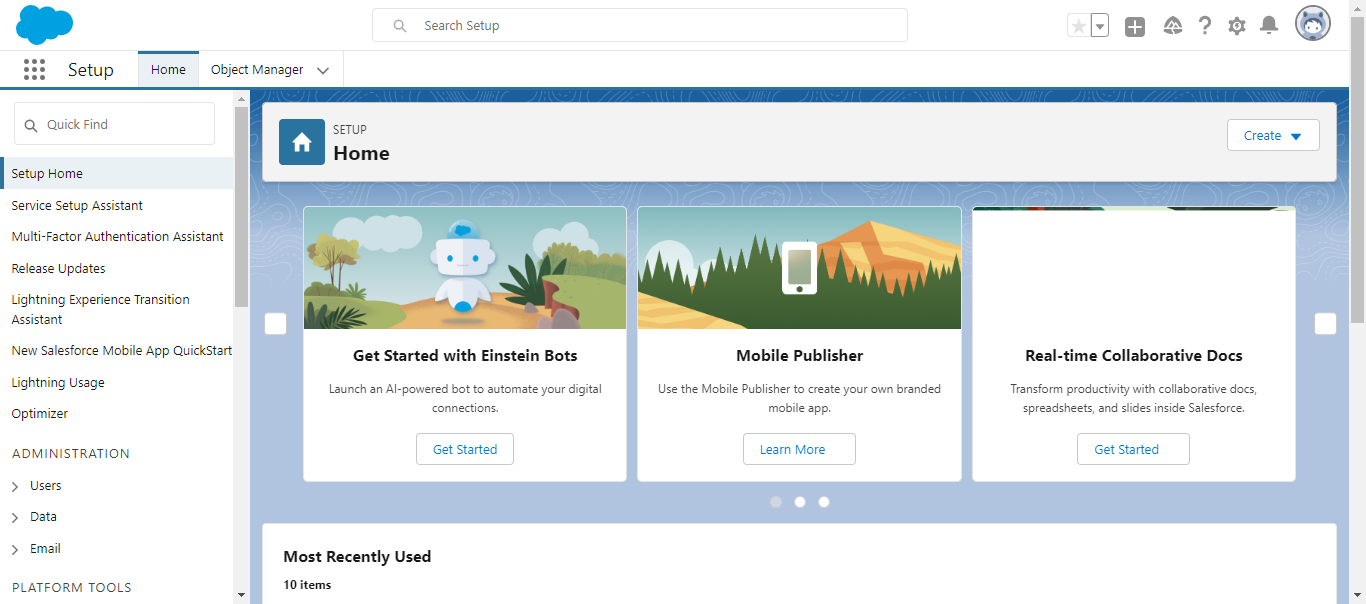 Search Setup
Setup
Home
Object Manager
Quick Find
Setup Home
Service Setup Assistant
Multi-Factor Authentication Assistant
Release Updates
Lightning Experience Transition
Assistant
New Salesforce Mobile App QuickStart
Lightning Usage
Optimizer
ADMINISTRATION
Users
Data
Email
PLATFORM TOOLS
SETUP
Home
Create
Get Started with Einstein Bots
Launch an AI-powered bot to automate your digital
connections.
Get Started
Mobile Publisher
Use the Mobile Publisher to create your own branded
mobile app.
Learn More
Real-time Collaborative Docs
Transform productivity with collaborative docs,
spreadsheets, and slides inside Salesforce.
Get Started
Most Recently Used
10 items